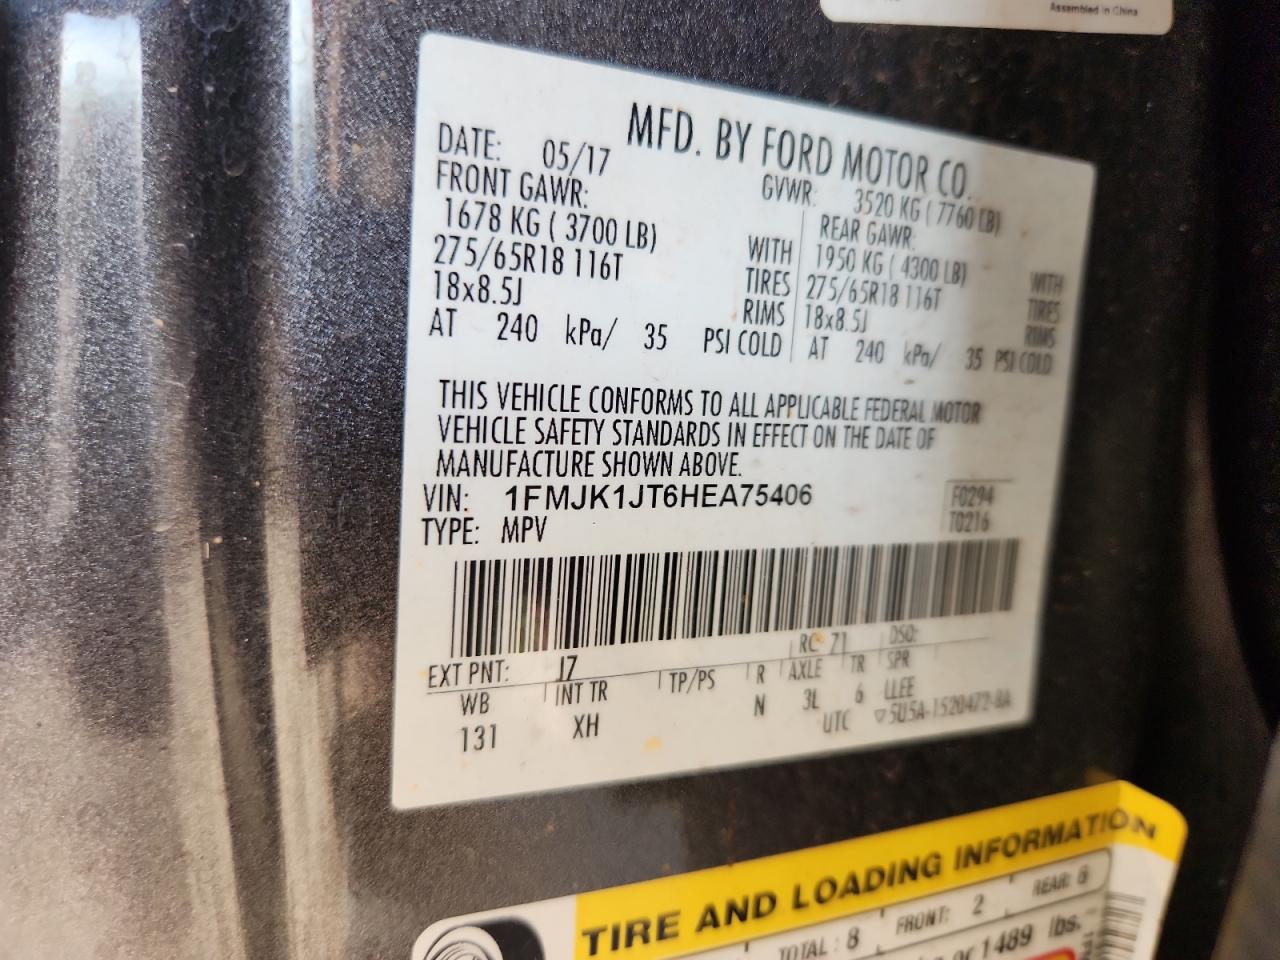 Assembled in China
MFD. BY FORD MOTOR CO.
DATE: 05/17
GVWR: 3520 KG ( 7760 LB)
FRONT GAWR:
1678 KG ( 3700 LB)
WITH
275/65R18 116T
TIRES
18x8.5J
RIMS
AT 240 kPa/ 35 PSI COLD
REAR GAWR:
1950 KG ( 4300 LB)
WITH
275/65R18 116T
TIRES
18x8.5J
RIMS
AT 240 kPa/ 35 PSI COLD
THIS VEHICLE CONFORMS TO ALL APPLICABLE FEDERAL MOTOR
VEHICLE SAFETY STANDARDS IN EFFECT ON THE DATE OF
MANUFACTURE SHOWN ABOVE.
VIN: 1FMJK1JT6HEA75406
F0294
TYPE: MPV
T0216
EXT PNT: J7 RC: 71 DSO:
WB INT TR TP/PS R AXLE TR SPR
131 XH N 3L 6 LLEE
UTC ▽5U5A-1520472-BA
TIRE AND LOADING INFORMATION
TOTAL : 8 FRONT: 2 REAR: 6
or 1489 lbs.